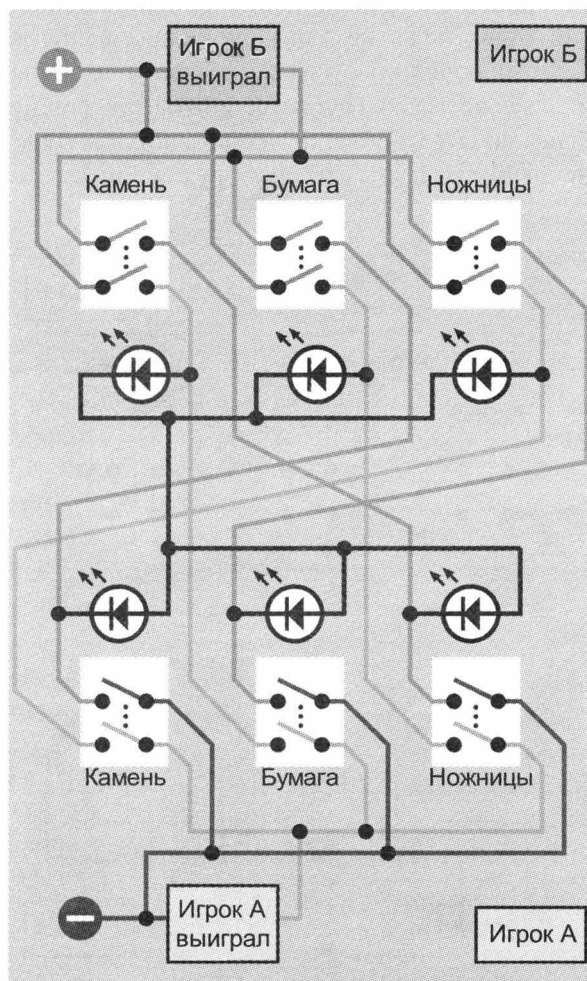 Игрок Б
выиграл
Игрок Б
Камень
Бумага
Ножницы
Камень
Бумага
Ножницы
Игрок А
выиграл
Игрок А